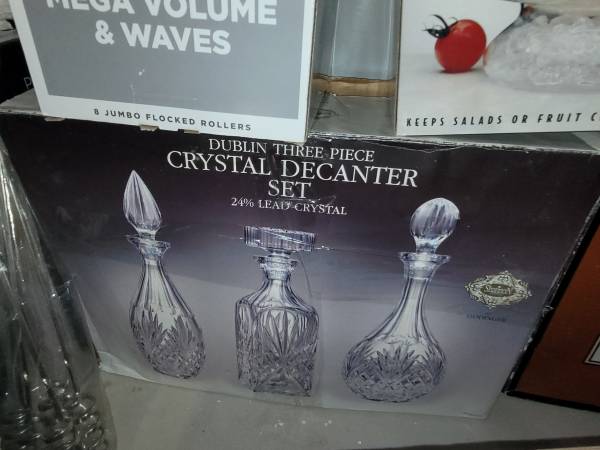 MEGA VOLUME
& WAVES
8 JUMBO FLOCKED ROLLERS
KEEPS SALADS OR FRUIT C
DUBLIN THREE PIECE
CRYSTAL DECANTER
SET
24% LEAD CRYSTAL
GODINGER